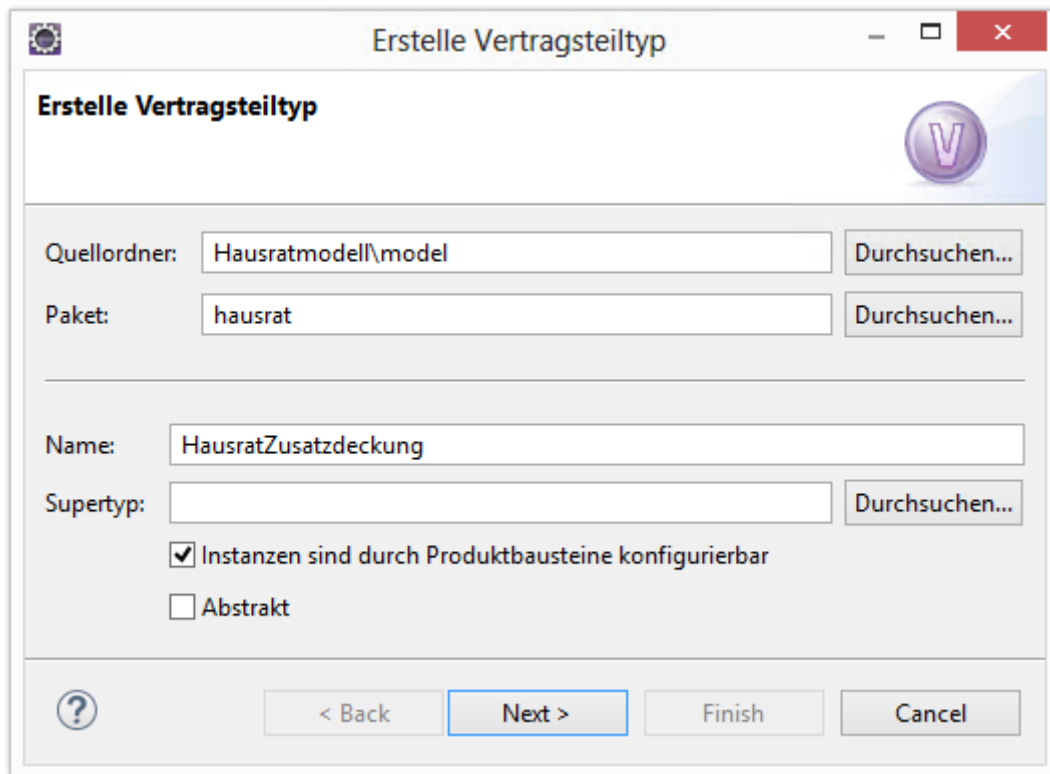 Erstelle Vertragsteiltyp
Erstelle Vertragsteiltyp
V
Quellordner: Hausratmodell\model Durchsuchen...
Paket: hausrat Durchsuchen...
Name: HausratZusatzdeckung
Supertyp: Durchsuchen...
Instanzen sind durch Produktbausteine konfigurierbar
Abstrakt
? < Back Next > Finish Cancel